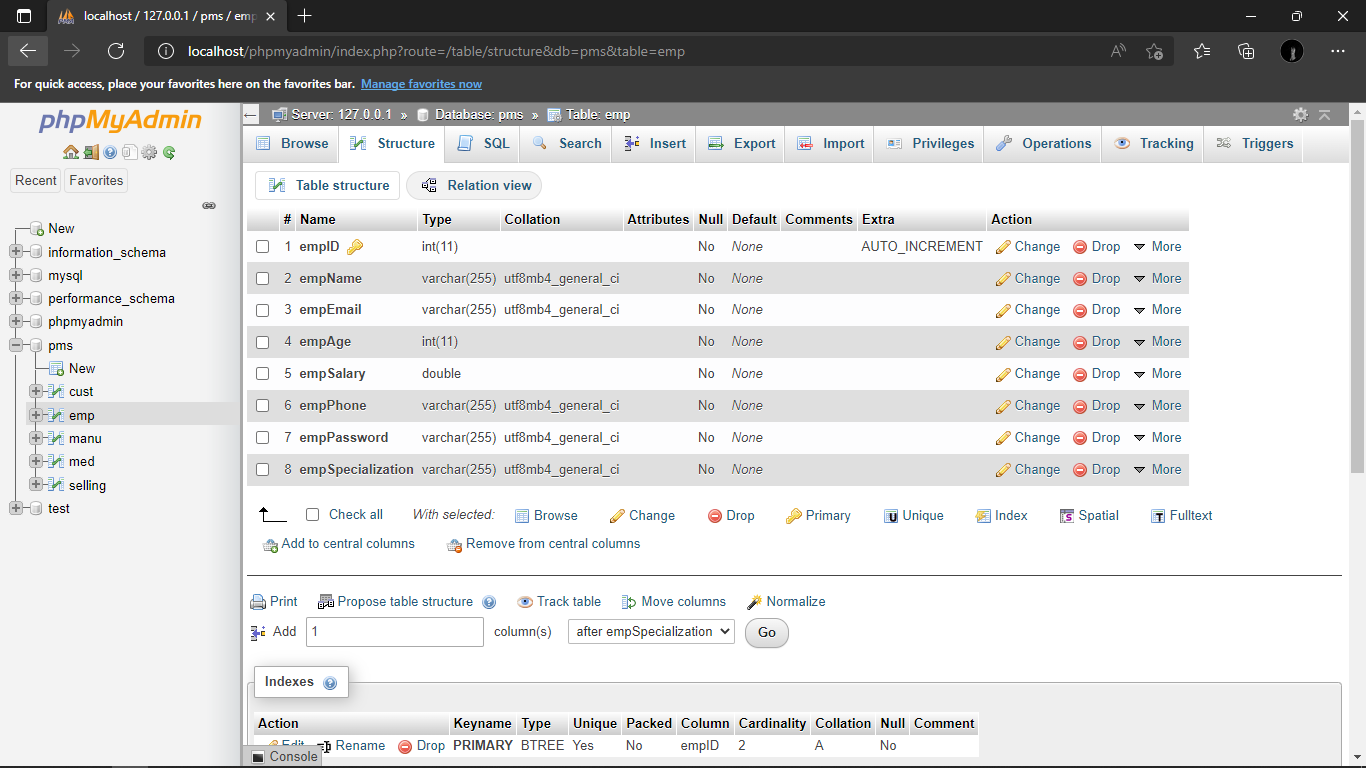 localhost / 127.0.0.1 / pms / emp
localhost/phpmyadmin/index.php?route=/table/structure&db=pms&table=emp
For quick access, place your favorites here on the favorites bar. Manage favorites now
phpMyAdmin
Recent Favorites
New
information_schema
mysql
performance_schema
phpmyadmin
pms
New
cust
emp
manu
med
selling
test
Server: 127.0.0.1 » Database: pms » Table: emp
Browse Structure SQL Search Insert Export Import Privileges Operations Tracking Triggers
Table structure Relation view
# Name Type Collation Attributes Null Default Comments Extra Action
1 empID int(11) No None AUTO_INCREMENT Change Drop More
2 empName varchar(255) utf8mb4_general_ci No None Change Drop More
3 empEmail varchar(255) utf8mb4_general_ci No None Change Drop More
4 empAge int(11) No None Change Drop More
5 empSalary double No None Change Drop More
6 empPhone varchar(255) utf8mb4_general_ci No None Change Drop More
7 empPassword varchar(255) utf8mb4_general_ci No None Change Drop More
8 empSpecialization varchar(255) utf8mb4_general_ci No None Change Drop More
Check all With selected: Browse Change Drop Primary Unique Index Spatial Fulltext
Add to central columns Remove from central columns
Print Propose table structure Track table Move columns Normalize
Add 1 column(s) after empSpecialization Go
Indexes
Action Keyname Type Unique Packed Column Cardinality Collation Null Comment
Edit Rename Drop PRIMARY BTREE Yes No empID 2 A No
Console